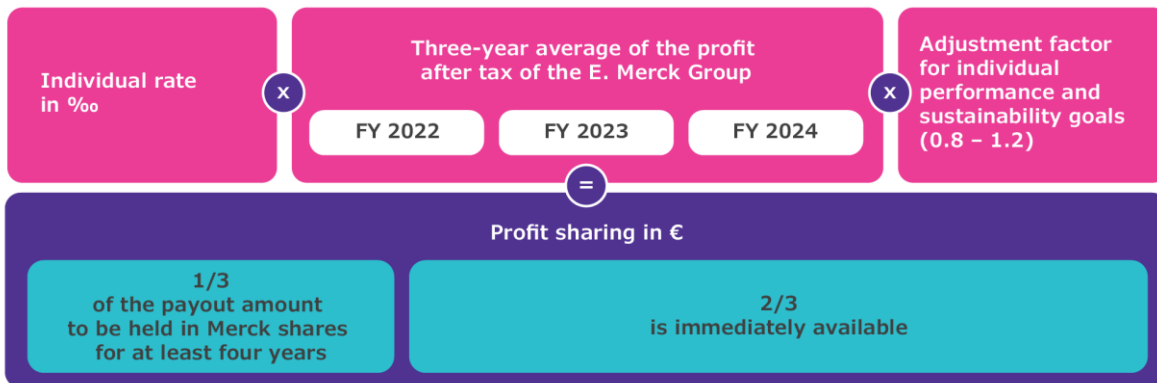 Individual rate
in ‰
x
Three-year average of the profit
after tax of the E. Merck Group
FY 2022
FY 2023
FY 2024
x
Adjustment factor
for individual
performance and
sustainability goals
(0.8 – 1.2)
=
Profit sharing in €
1/3
of the payout amount
to be held in Merck shares
for at least four years
2/3
is immediately available